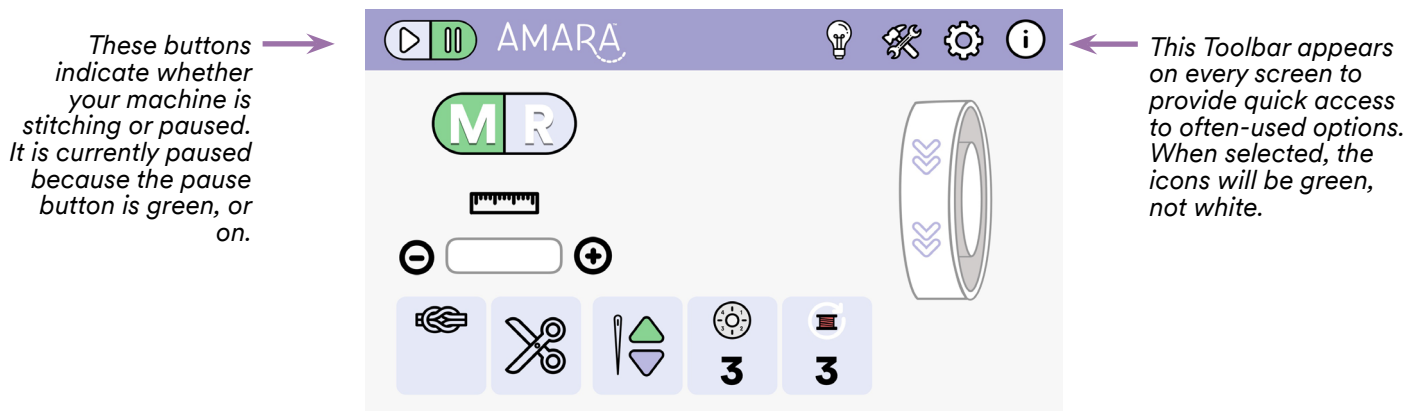 These buttons
indicate whether
your machine is
stitching or paused.
It is currently paused
because the pause
button is green, or
on.
AMARA
M R
3
3
This Toolbar appears
on every screen to
provide quick access
to often-used options.
When selected, the
icons will be green,
not white.